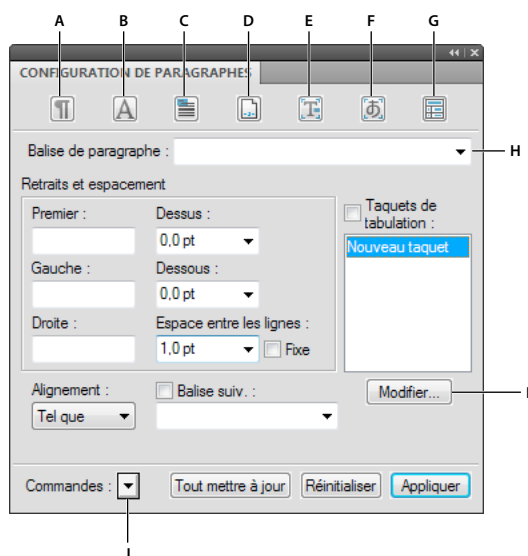 A B C D E F G
CONFIGURATION DE PARAGRAPHES
Balise de paragraphe : H
Retraits et espacement
Premier : Dessus : Taquets de tabulation :
0,0 pt Nouveau taquet
Gauche : Dessous :
0,0 pt
Droite : Espace entre les lignes :
1,0 pt Fixe
Alignement : Balise suiv. : Modifier... I
Tel que
Commandes : Tout mettre à jour Réinitialiser Appliquer